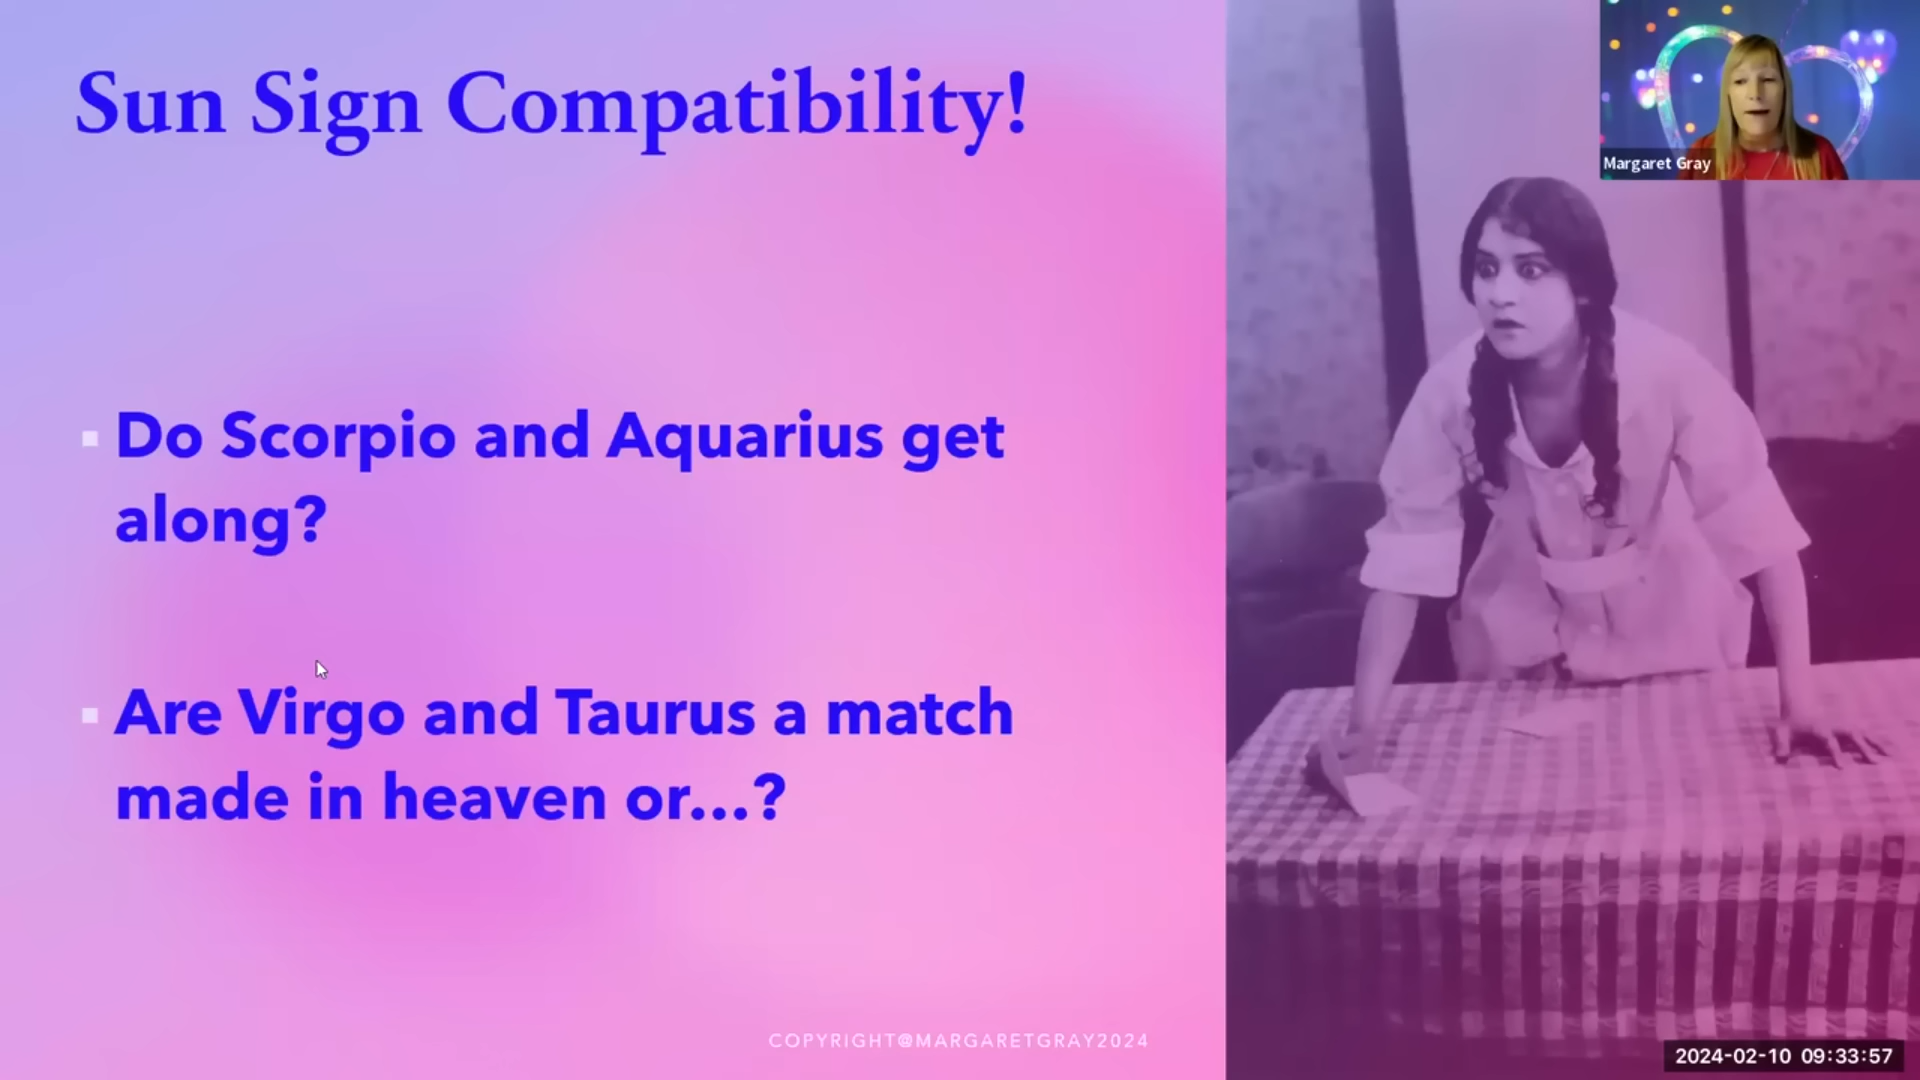 Sun Sign Compatibility!
Margaret Gray
Do Scorpio and Aquarius get
along?
Are Virgo and Taurus a match
made in heaven or...?
COPYRIGHT@MARGARETGRAY2024
2024-02-10 09:33:57